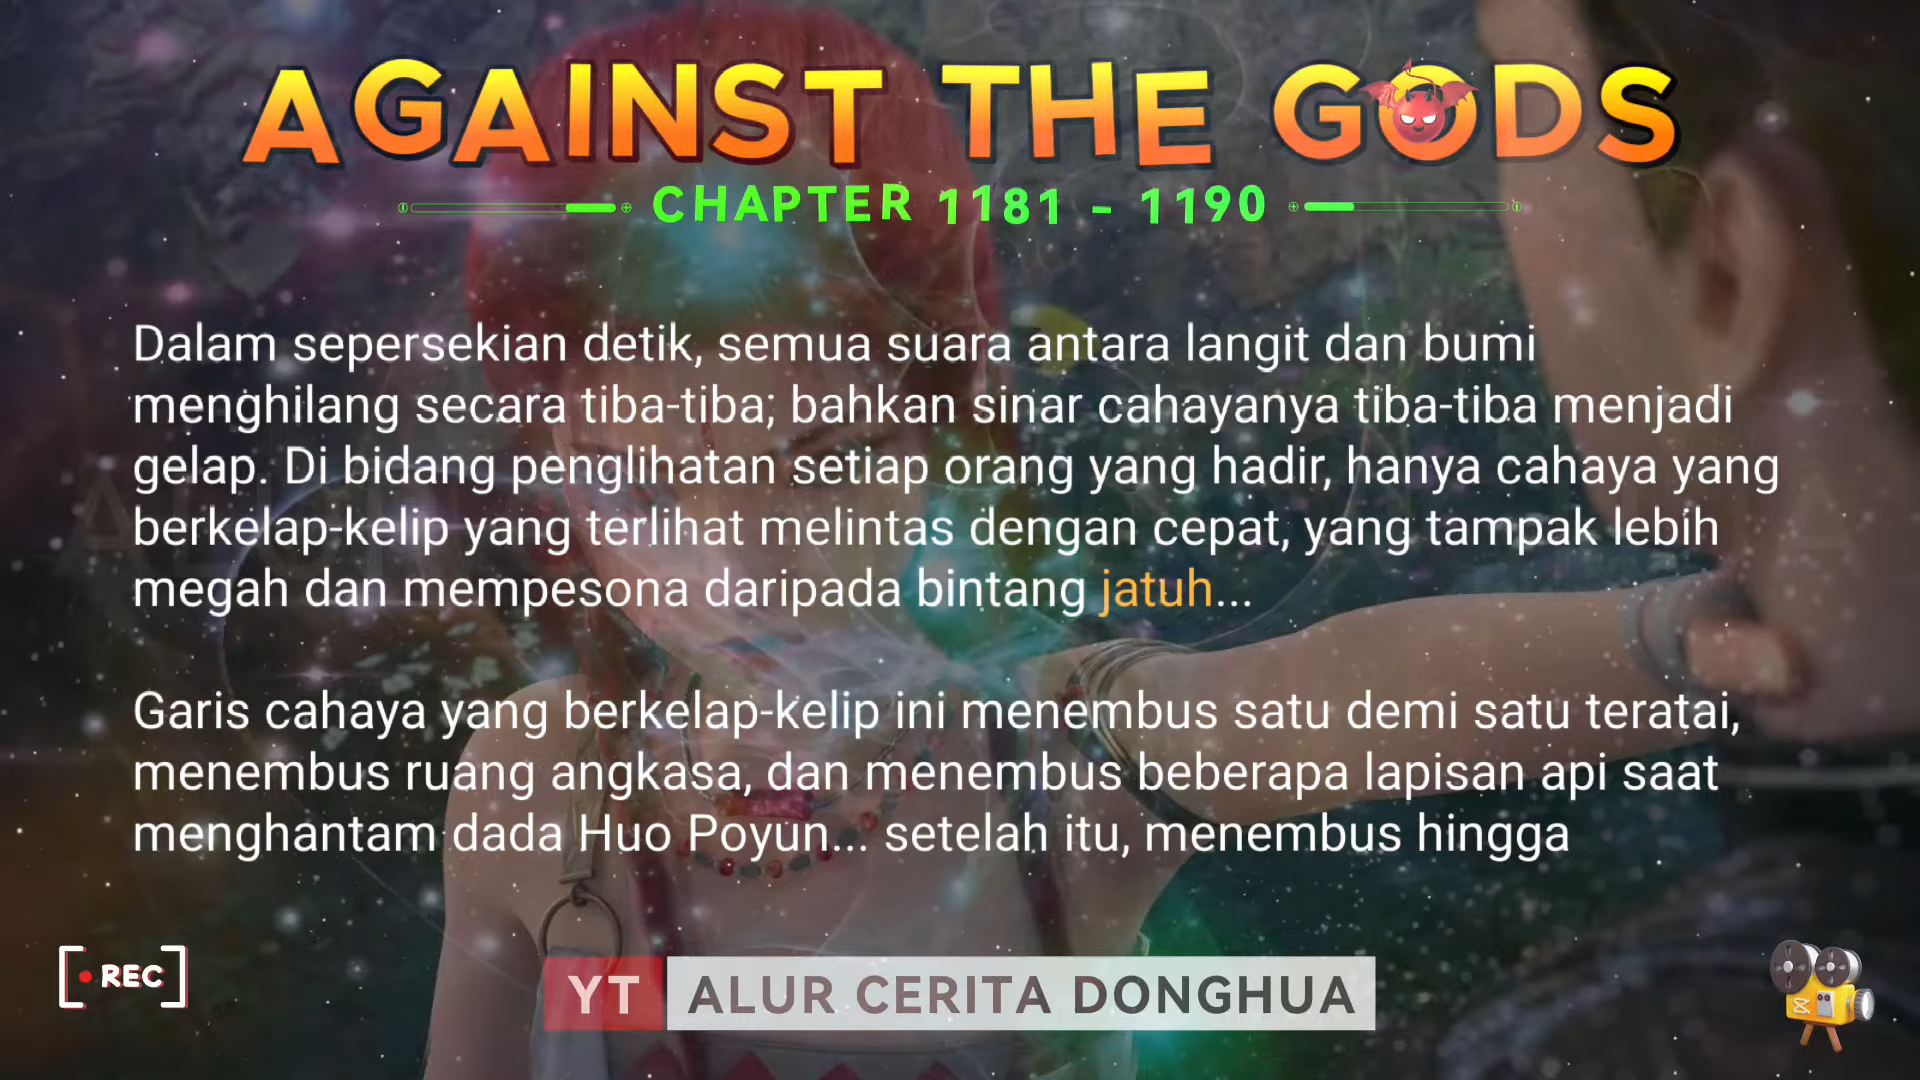 AGAINST THE GODS
CHAPTER 1181 - 1190
Dalam sepersekian detik, semua suara antara langit dan bumi
menghilang secara tiba-tiba; bahkan sinar cahayanya tiba-tiba menjadi
gelap. Di bidang penglihatan setiap orang yang hadir, hanya cahaya yang
berkelap-kelip yang terlihat melintas dengan cepat, yang tampak lebih
megah dan mempesona daripada bintang jatuh...
Garis cahaya yang berkelap-kelip ini menembus satu demi satu teratai,
menembus ruang angkasa, dan menembus beberapa lapisan api saat
menghantam dada Huo Poyun... setelah itu, menembus hingga
REC
YT ALUR CERITA DONGHUA